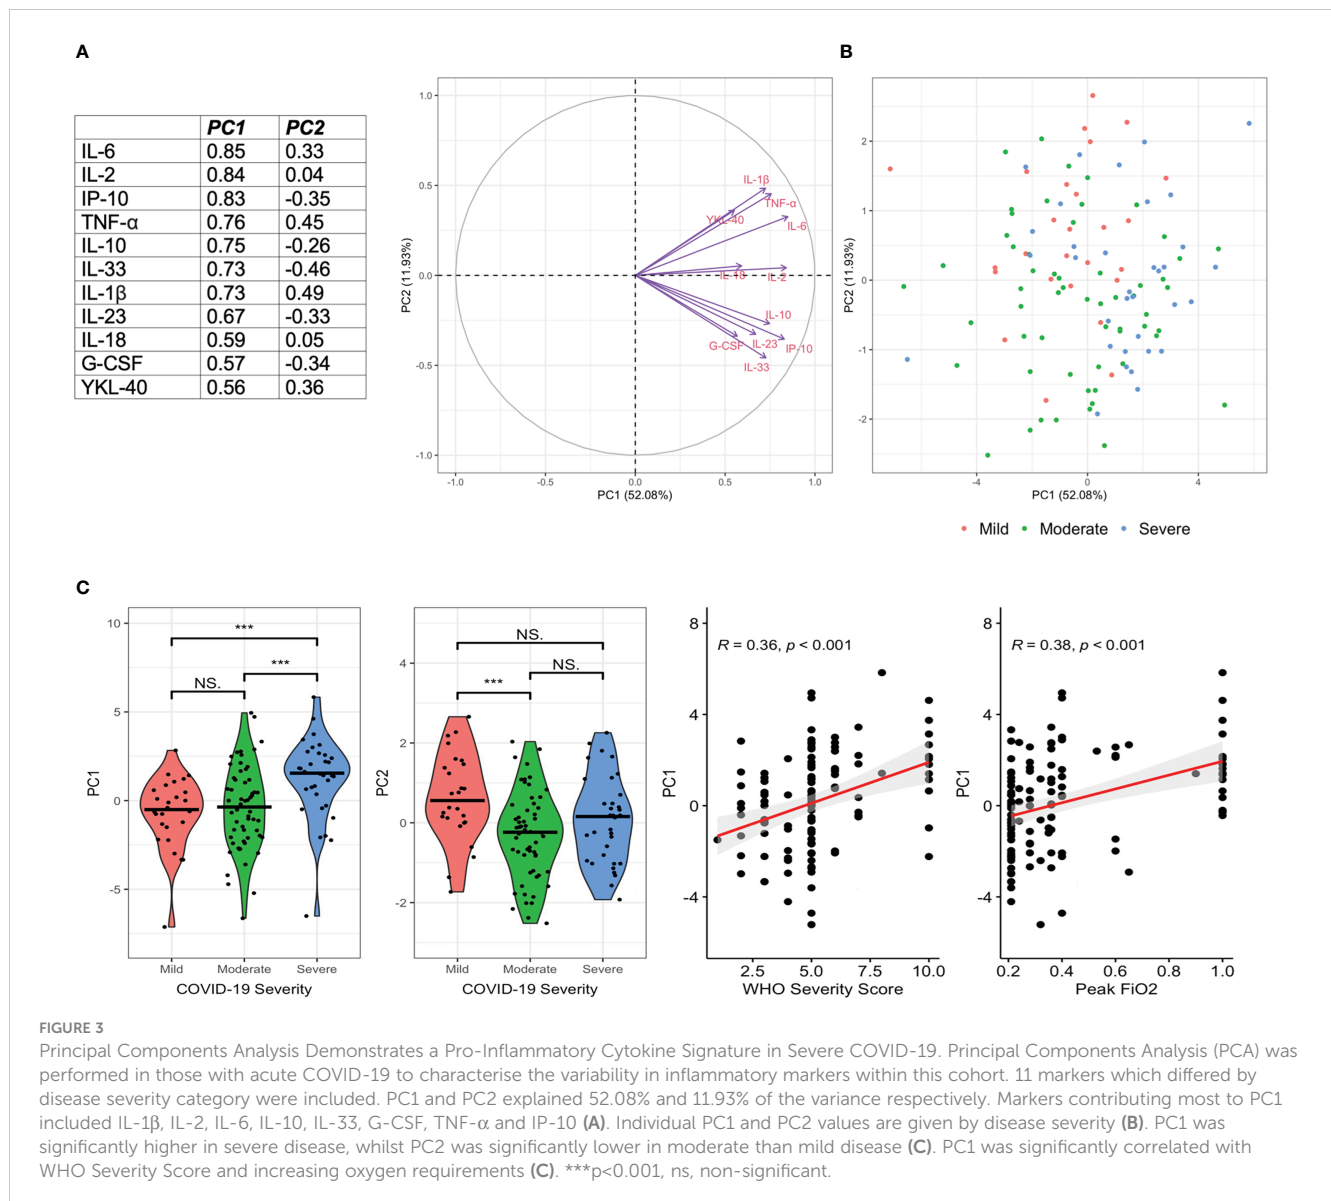 A
B
PC1 PC2
IL-6 0.85 0.33
IL-2 0.84 0.04
IP-10 0.83 -0.35
TNF-α 0.76 0.45
IL-10 0.75 -0.26
IL-33 0.73 -0.46
IL-1β 0.73 0.49
IL-23 0.67 -0.33
IL-18 0.59 0.05
G-CSF 0.57 -0.34
YKL-40 0.56 0.36
PC2 (11.93%)
1.0
0.5
0.0
-0.5
-1.0
IL-1β
TNF-α
YKL-40
IL-6
IL-18
IL-2
IL-10
G-CSF
IL-23
IP-10
IL-33
-1.0 -0.5 0.0 0.5 1.0
PC1 (52.08%)
PC2 (11.93%)
2
1
0
-1
-2
-4 0 4
PC1 (52.08%)
Mild Moderate Severe
C
PC1
10
5
0
-5
***
***
NS.
Mild Moderate Severe
COVID-19 Severity
PC2
4
2
0
-2
NS.
NS.
***
Mild Moderate Severe
COVID-19 Severity
PC1
8
4
0
-4
R = 0.36, p < 0.001
2.5 5.0 7.5 10.0
WHO Severity Score
PC1
8
4
0
-4
R = 0.38, p < 0.001
0.2 0.4 0.6 0.8 1.0
Peak FiO2
FIGURE 3
Principal Components Analysis Demonstrates a Pro-Inflammatory Cytokine Signature in Severe COVID-19. Principal Components Analysis (PCA) was
performed in those with acute COVID-19 to characterise the variability in inflammatory markers within this cohort. 11 markers which differed by
disease severity category were included. PC1 and PC2 explained 52.08% and 11.93% of the variance respectively. Markers contributing most to PC1
included IL-1β, IL-2, IL-6, IL-10, IL-33, G-CSF, TNF-α and IP-10 (A). Individual PC1 and PC2 values are given by disease severity (B). PC1 was
significantly higher in severe disease, whilst PC2 was significantly lower in moderate than mild disease (C). PC1 was significantly correlated with
WHO Severity Score and increasing oxygen requirements (C). ***p<0.001, ns, non-significant.